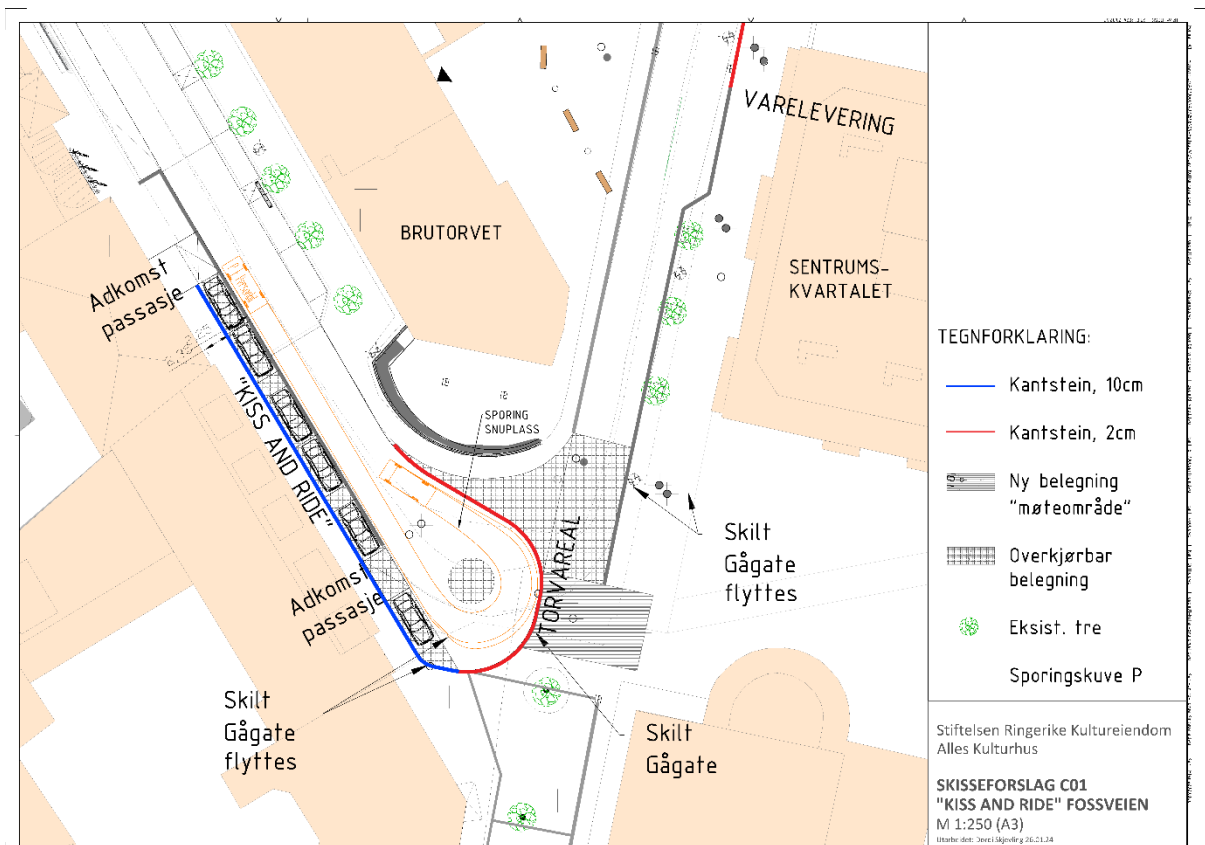 VARELEVERING
BRUTORVET
SENTRUMS-
KVARTALET
Adkomst
passasje
"KISS AND RIDE"
SPORING
SNUPLASS
TORVAREAL
Adkomst
passasje
Skilt
Gågate
flyttes
Skilt
Gågate
flyttes
Skilt
Gågate
TEGNFORKLARING:
Kantstein, 10cm
Kantstein, 2cm
Ny belegning
"møteområde"
Overkjørbar
belegning
Eksist. tre
Sporingskuve P
Stiftelsen Ringerike Kultureiendom
Alles Kulturhus
SKISSEFORSLAG C01
"KISS AND RIDE" FOSSVEIEN
M 1:250 (A3)